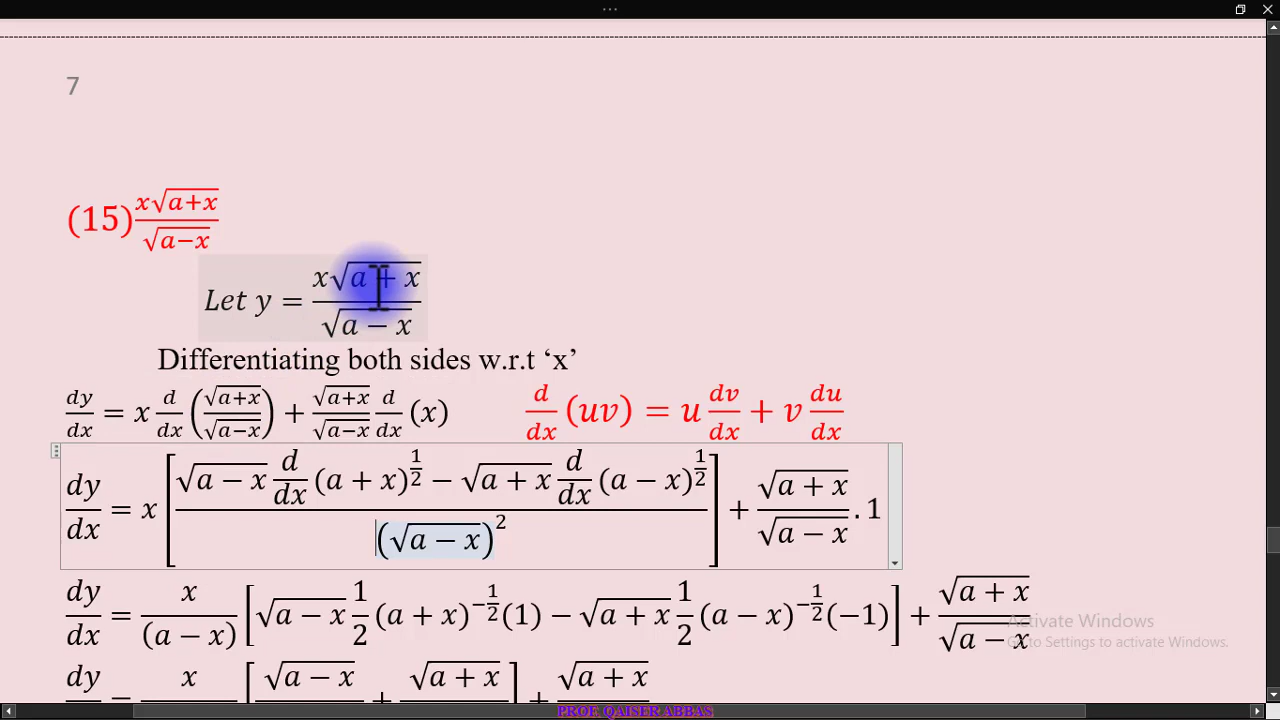 7
(15) x√(a+x) / √(a−x)
Let y = x√(a + x) / √(a − x)
Differentiating both sides w.r.t ‘x’
dy/dx = x d/dx (√(a+x) / √(a−x)) + √(a+x) / √(a−x) d/dx (x) d/dx (uv) = u dv/dx + v du/dx
dy/dx = x [ (√(a − x) d/dx (a + x)^(1/2) − √(a + x) d/dx (a − x)^(1/2)) / (√(a − x))^2 ] + √(a + x) / √(a − x) . 1
dy/dx = x/(a − x) [ √(a − x) 1/2 (a + x)^(−1/2) (1) − √(a + x) 1/2 (a − x)^(−1/2) (−1) ] + √(a + x) / √(a − x)
Activate Windows
Go to Settings to activate Windows.
dy = x [ √(a − x) + √(a + x) ] + √(a + x)
PROF QAISER ABBAS